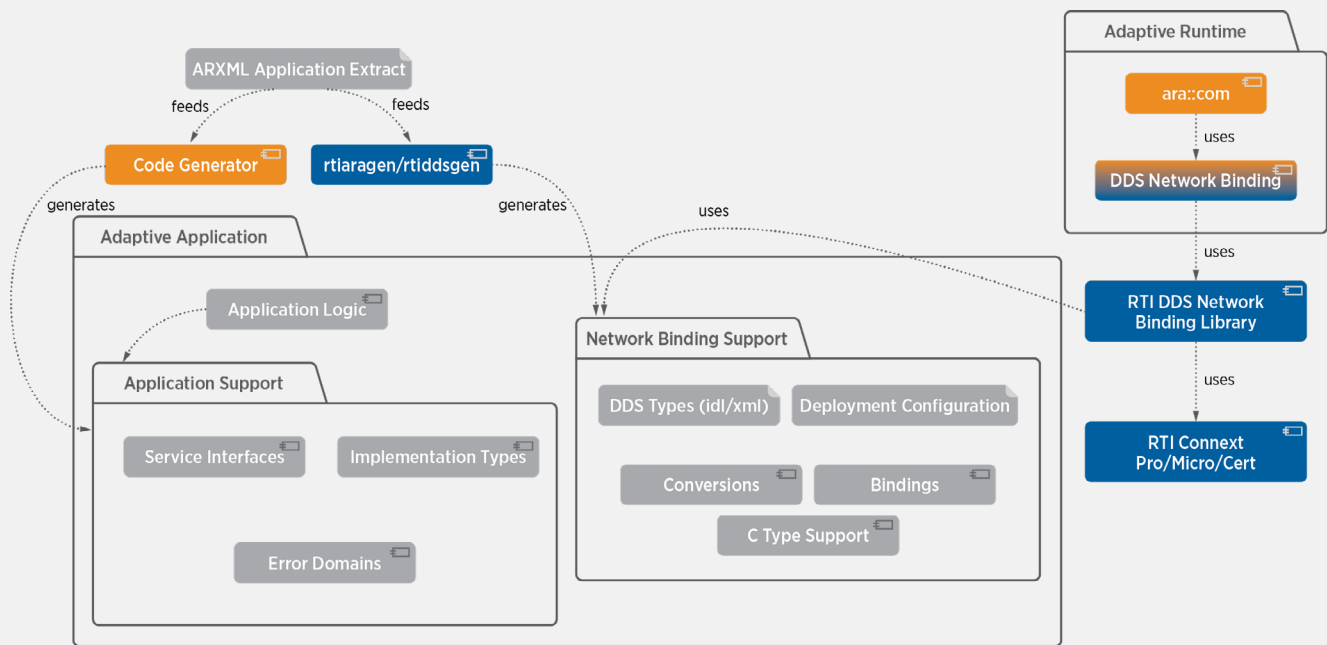 Adaptive Runtime
ARXML Application Extract
ara::com
feeds
feeds
uses
Code Generator
rtiaragen/rtiddsgen
DDS Network Binding
generates
generates
uses
Adaptive Application
uses
Application Logic
RTI DDS Network
Binding Library
Network Binding Support
Application Support
uses
DDS Types (idl/xml)
Deployment Configuration
Service Interfaces
Implementation Types
RTI Connext
Pro/Micro/Cert
Conversions
Bindings
C Type Support
Error Domains